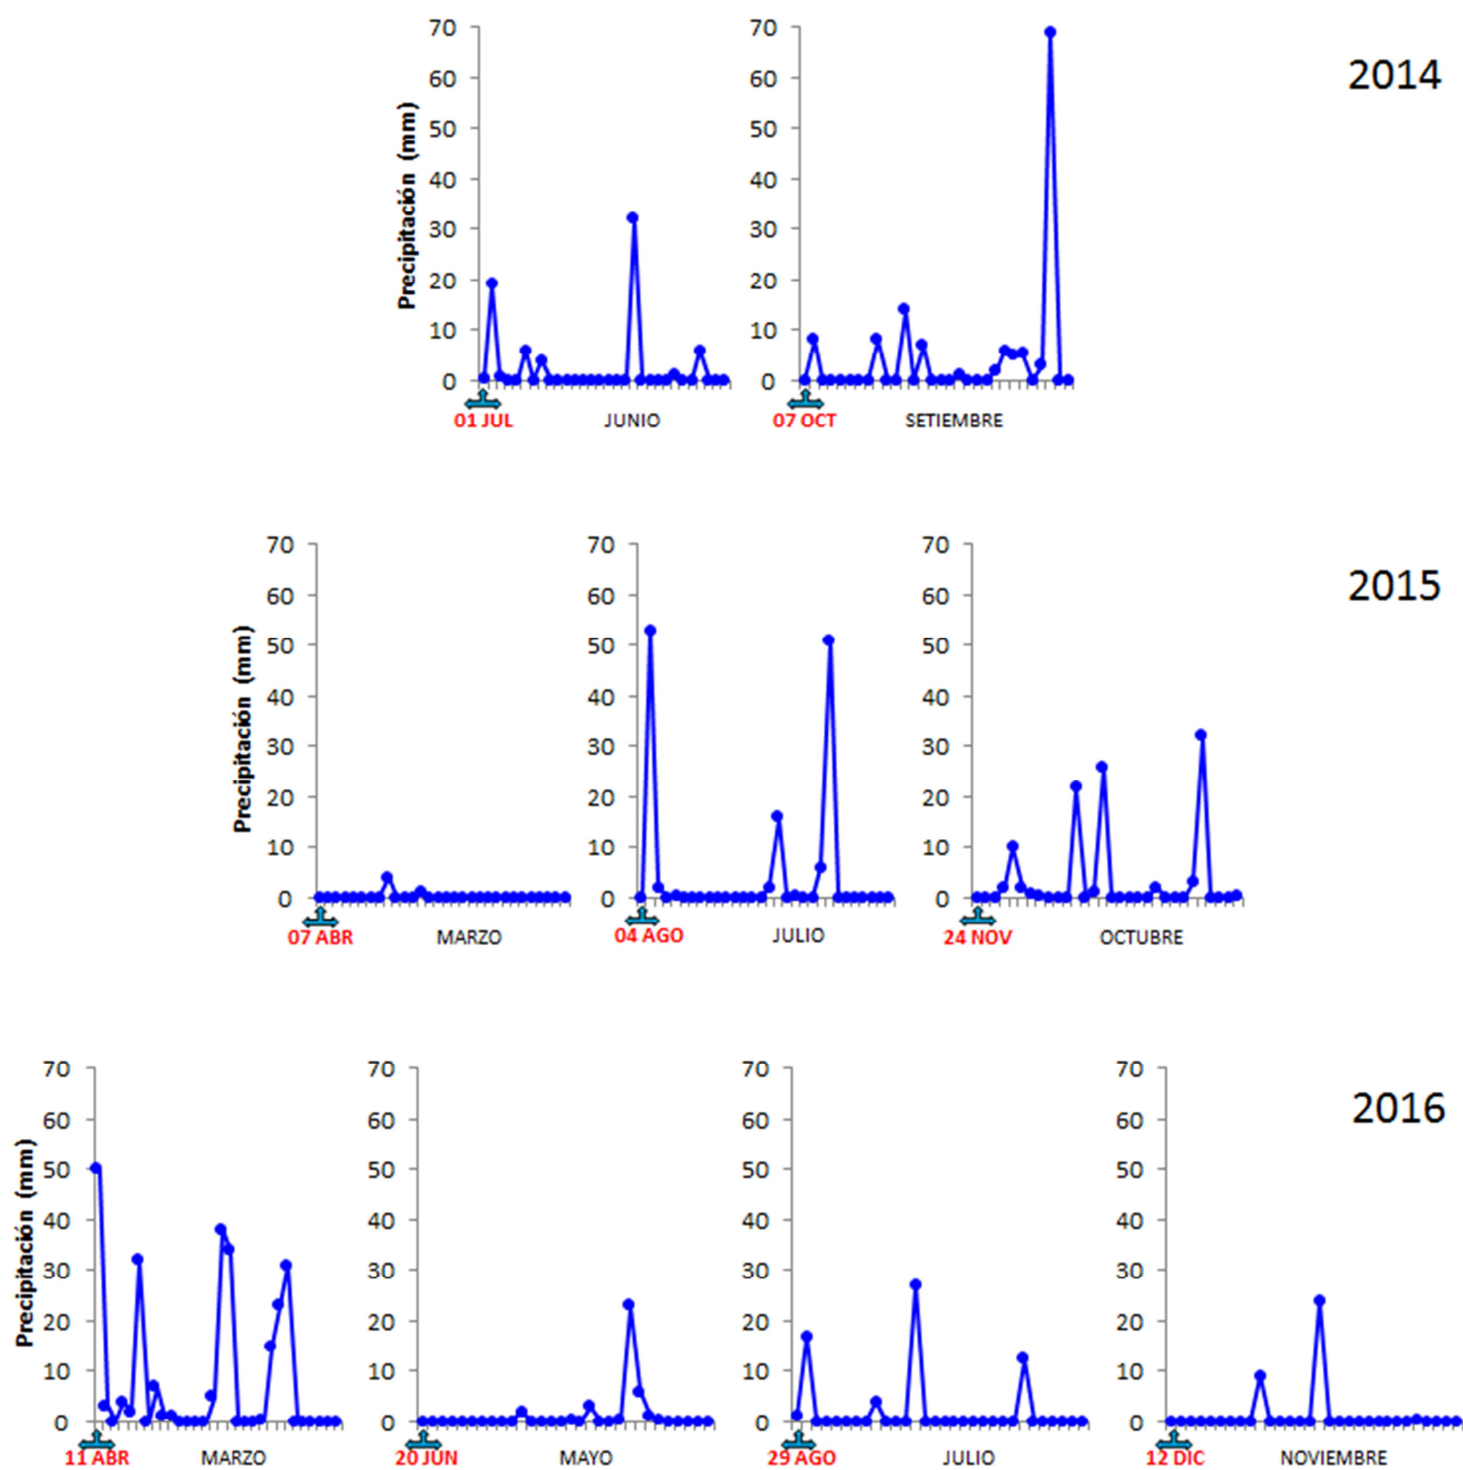 2014
Precipitación (mm)
70 60 50 40 30 20 10 0
70 60 50 40 30 20 10 0
01 JUL JUNIO 07 OCT SETIEMBRE
2015
Precipitación (mm)
70 60 50 40 30 20 10 0
70 60 50 40 30 20 10 0
70 60 50 40 30 20 10 0
07 ABR MARZO 04 AGO JULIO 24 NOV OCTUBRE
2016
Precipitación (mm)
70 60 50 40 30 20 10 0
70 60 50 40 30 20 10 0
70 60 50 40 30 20 10 0
70 60 50 40 30 20 10 0
11 ABR MARZO 20 JUN MAYO 29 AGO JULIO 12 DIC NOVIEMBRE